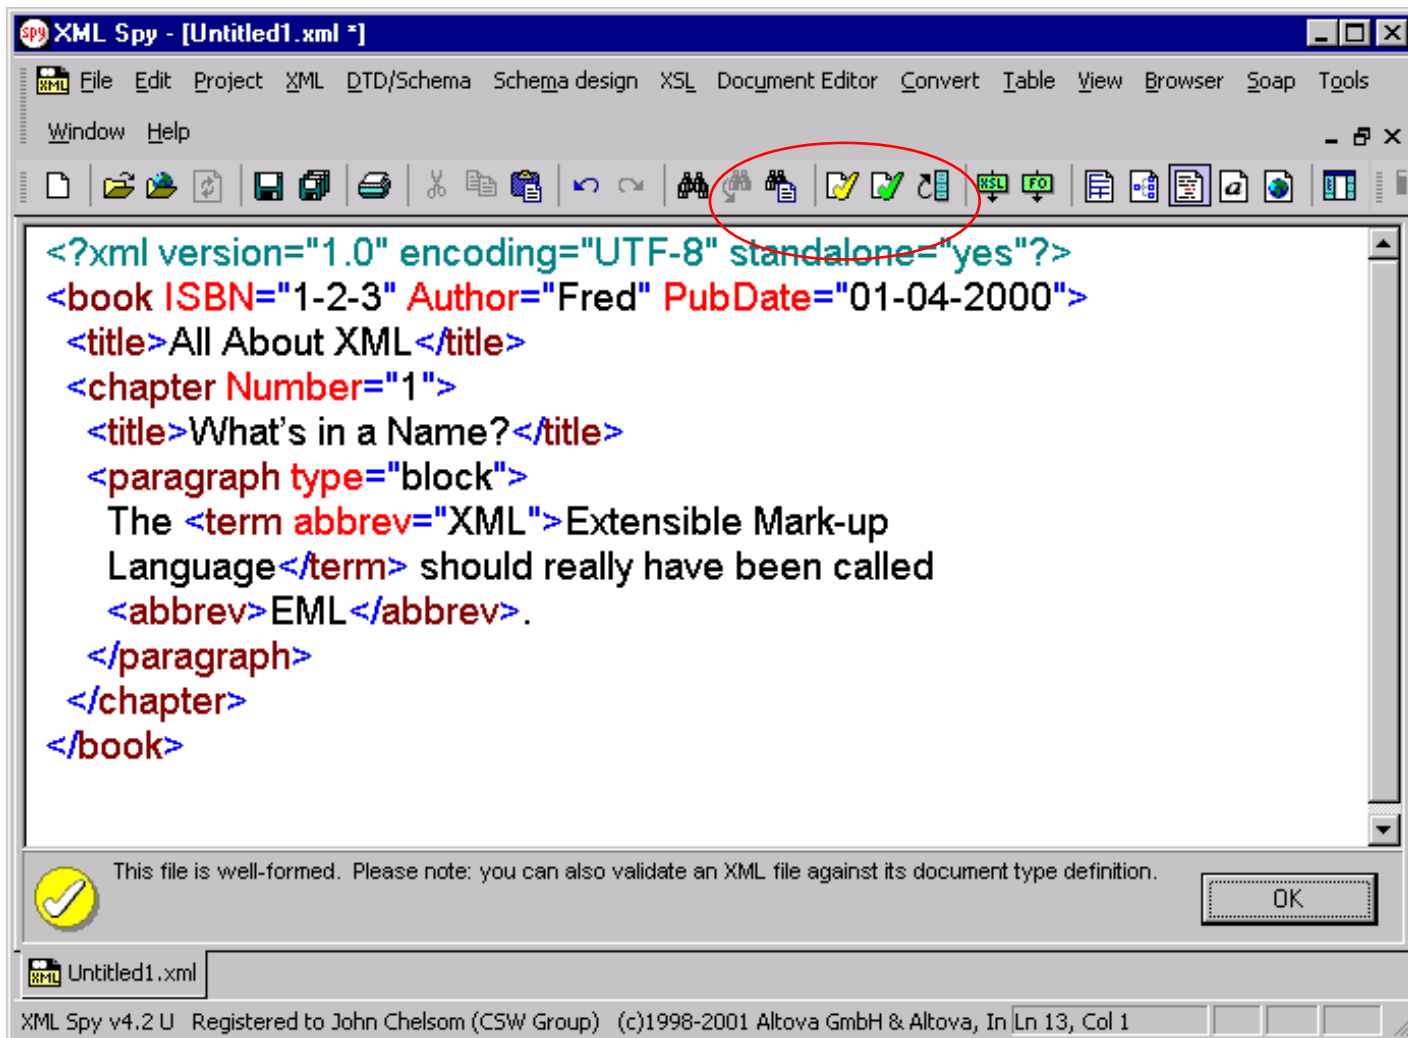 XML Spy - [Untitled1.xml *]
File Edit Project XML DTD/Schema Schema design XSL Document Editor Convert Table View Browser Soap Tools
Window Help
XSL FO
<?xml version="1.0" encoding="UTF-8" standalone="yes"?>
<book ISBN="1-2-3" Author="Fred" PubDate="01-04-2000">
<title>All About XML</title>
<chapter Number="1">
<title>What's in a Name?</title>
<paragraph type="block">
The <term abbrev="XML">Extensible Mark-up
Language</term> should really have been called
<abbrev>EML</abbrev>.
</paragraph>
</chapter>
</book>
This file is well-formed. Please note: you can also validate an XML file against its document type definition.
OK
Untitled1.xml
XML Spy v4.2 U Registered to John Chelsom (CSW Group) (c)1998-2001 Altova GmbH & Altova, In Ln 13, Col 1